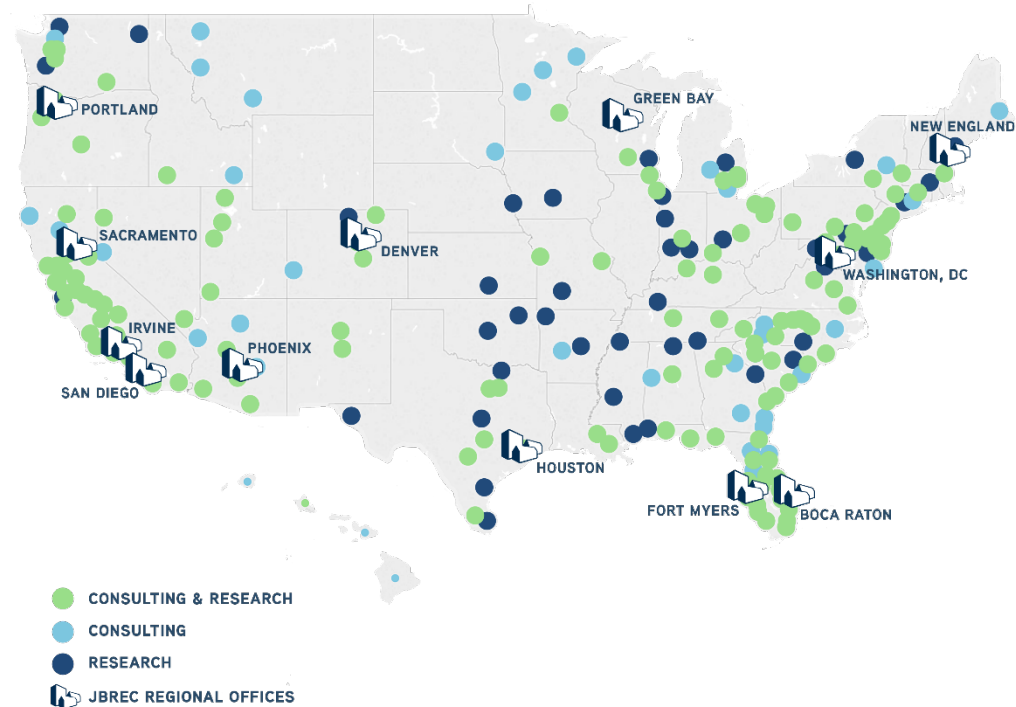 GREEN BAY
PORTLAND
NEW ENGLAND
SACRAMENTO
DENVER
WASHINGTON, DC
IRVINE
PHOENIX
SAN DIEGO
HOUSTON
FORT MYERS
BOCA RATON
CONSULTING & RESEARCH
CONSULTING
RESEARCH
JBREC REGIONAL OFFICES